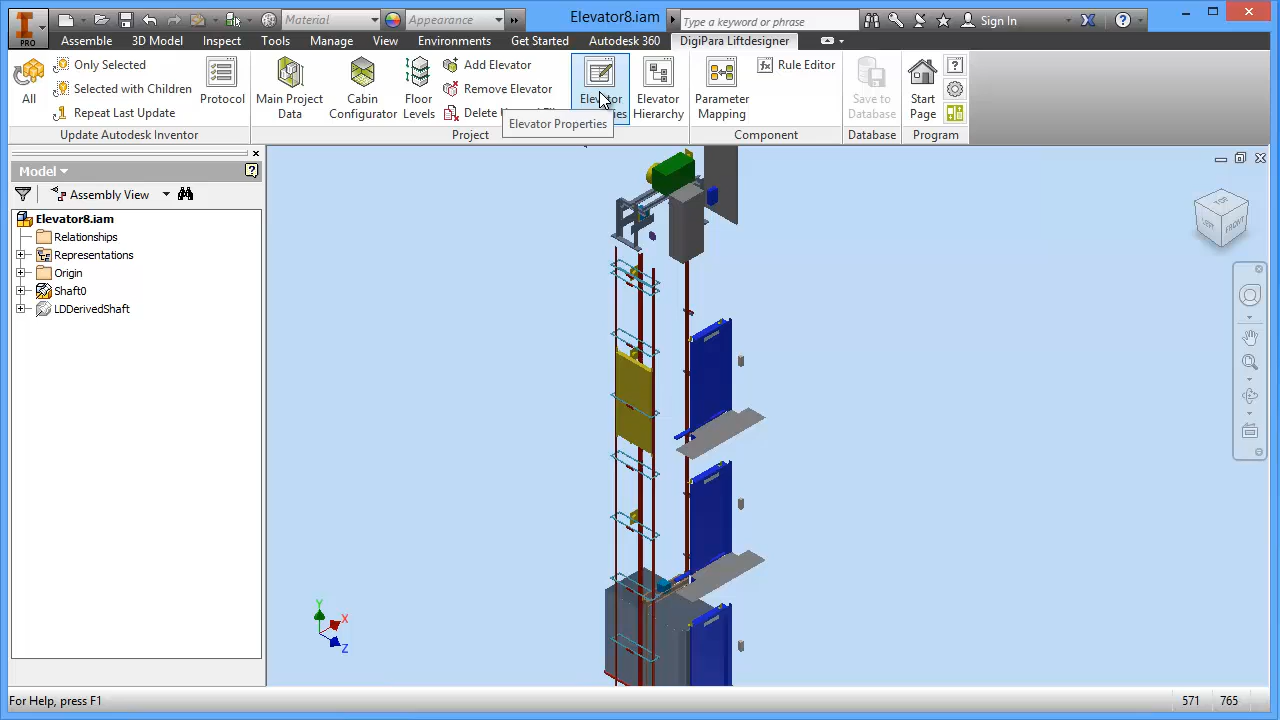 PRO
Material
Appearance
Elevator8.iam
Type a keyword or phrase
Sign In
Assemble 3D Model Inspect Tools Manage View Environments Get Started Autodesk 360 DigiPara Liftdesigner
All
Only Selected
Selected with Children
Repeat Last Update
Protocol
Main Project Data
Cabin Configurator
Floor Levels
Add Elevator
Remove Elevator
Elevator Hierarchy
Parameter Mapping
Rule Editor
Save to Database
Start Page
Elevator Properties
Update Autodesk Inventor Project Component Database Program
Model
Assembly View
Elevator8.iam
Relationships
Representations
Origin
Shaft0
LDDerivedShaft
TOP
LEFT
FRONT
Y
X
Z
For Help, press F1
571 765